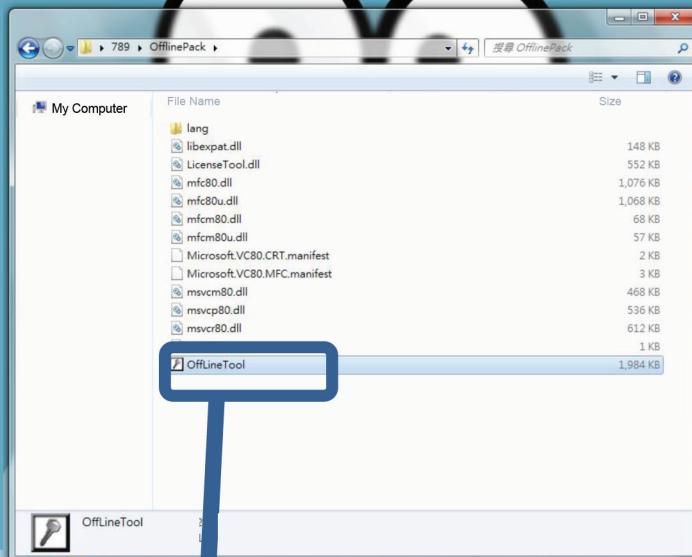 789 OfflinePack
搜尋 OfflinePack
My Computer
File Name Size
lang
libexpat.dll 148 KB
LicenseTool.dll 552 KB
mfc80.dll 1,076 KB
mfc80u.dll 1,068 KB
mfcm80.dll 68 KB
mfcm80u.dll 57 KB
Microsoft.VC80.CRT.manifest 2 KB
Microsoft.VC80.MFC.manifest 3 KB
msvcm80.dll 468 KB
msvcp80.dll 536 KB
msvcr80.dll 612 KB
1 KB
OffLineTool 1,984 KB
OffLineTool